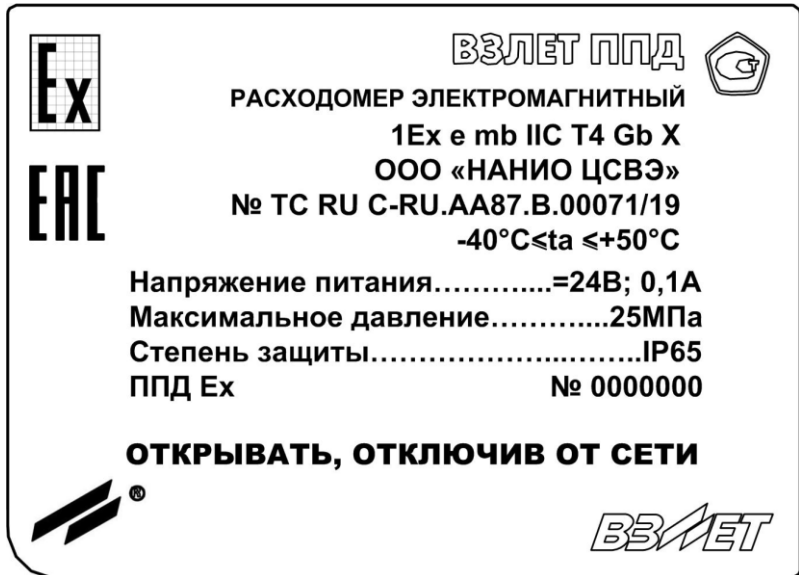 Ex
ВЗЛЕТ ППД
Ст
РАСХОДОМЕР ЭЛЕКТРОМАГНИТНЫЙ
1Ex e mb IIC T4 Gb X
ООО «НАНИО ЦСВЭ»
ЕАС
№ ТС RU C-RU.AA87.B.00071/19
-40°C⩽ta ⩽+50°C
Напряжение питания............=24В; 0,1А
Максимальное давление............25МПа
Степень защиты...........................IP65
ППД Ex № 0000000
ОТКРЫВАТЬ, ОТКЛЮЧИВ ОТ СЕТИ
®
ВЗЛЕТ